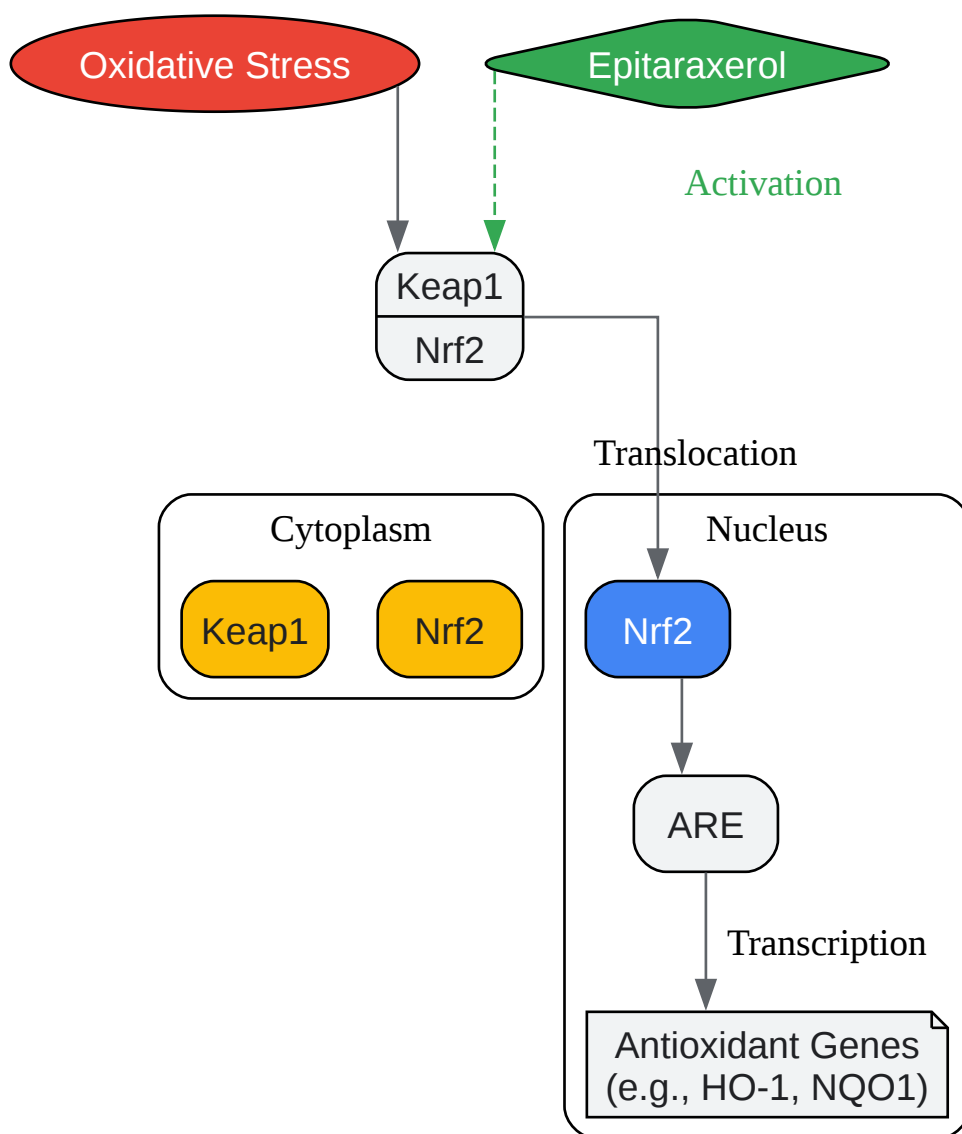 Oxidative Stress
Epitaraxerol
Activation
Keap1
Nrf2
Translocation
Cytoplasm
Nucleus
Keap1
Nrf2
Nrf2
ARE
Transcription
Antioxidant Genes
(e.g., HO-1, NQO1)